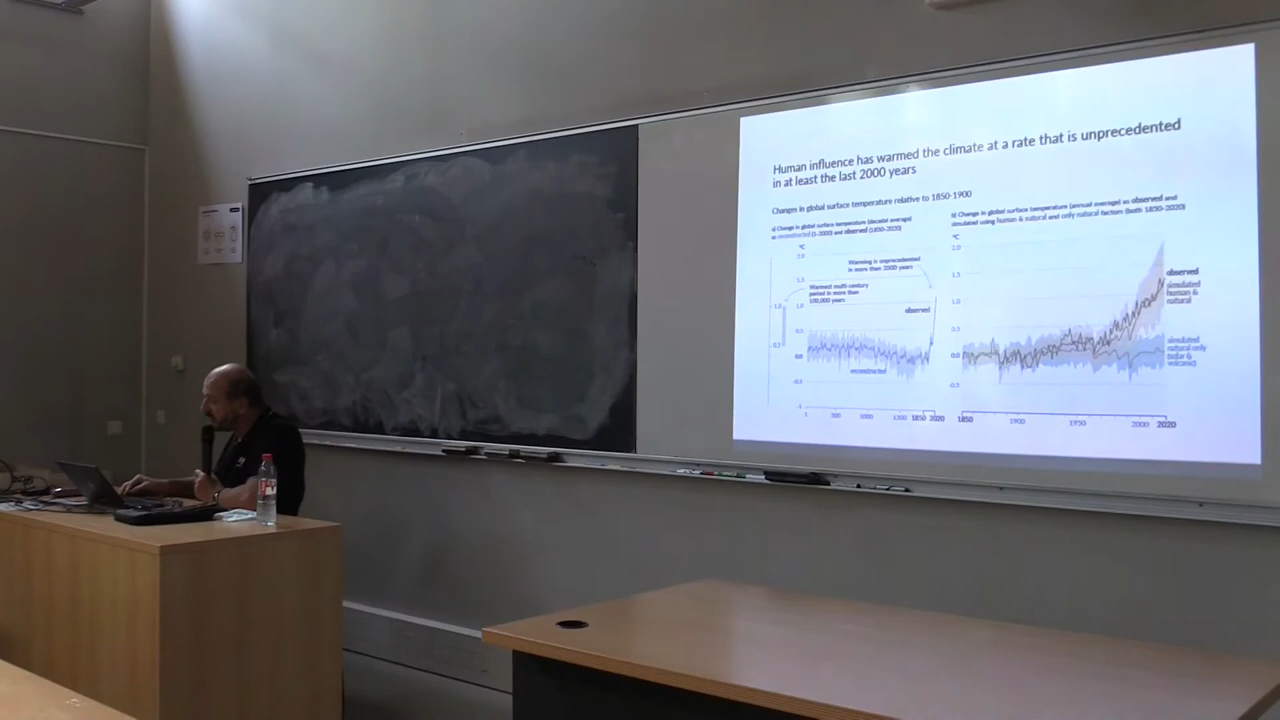 Human influence has warmed the climate at a rate that is unprecedented
in at least the last 2000 years
Changes in global surface temperature relative to 1850-1900
a) Change in global surface temperature (decadal average)
as reconstructed (1-2000) and observed (1850-2020)
°C
2.0
1.5
1.0
0.5
0.0
-0.5
-1
1.0
0.2
Warming is unprecedented
in more than 2000 years
Warmest multi-century
period in more than
100,000 years
observed
reconstructed
1
500
1000
1500
1850
2020
b) Change in global surface temperature (annual average) as observed and
simulated using human & natural and only natural factors (both 1850-2020)
°C
2.0
1.5
1.0
0.5
0.0
-0.5
observed
simulated
human &
natural
simulated
natural only
(solar &
volcanic)
1850
1900
1950
2000
2020